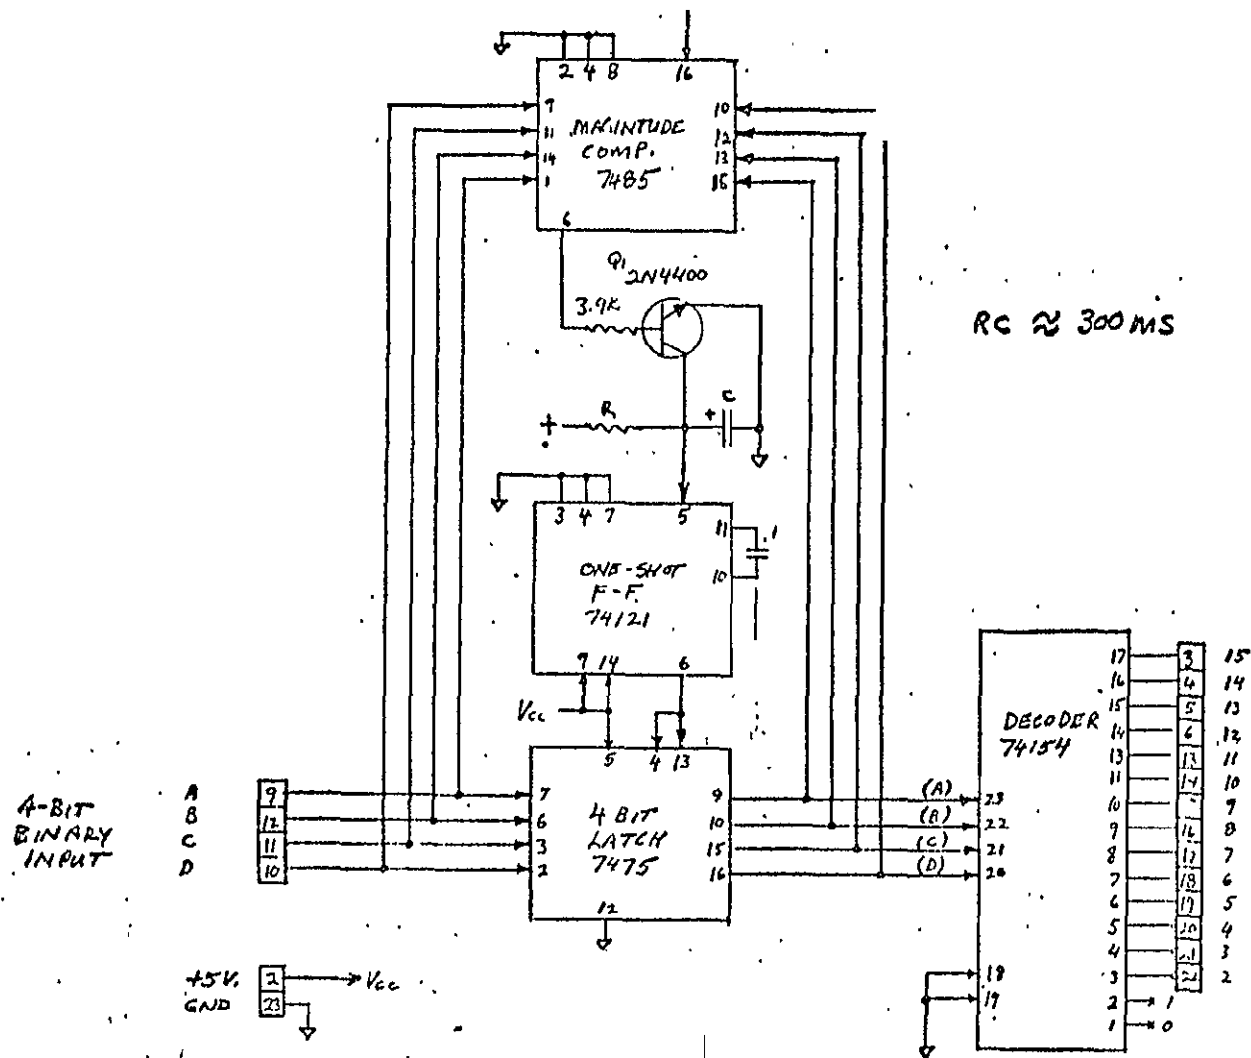 2 4 8 16
9 10
11 MAGINTUDE 12
14 COMP. 13
1 7485 15
6
Q1 2N4400
3.9K
RC ≈ 300 MS
R + C
+
3 4 7 5
11 .1
ONE-SHOT 10
F-F.
74121
9 14 6
Vcc
5 4 13
4-BIT
BINARY
INPUT
A 9
B 12
C 11
D 10
7 9
6 4 BIT 10
3 LATCH 15
2 7475 16
12
(A) 23
(B) 22
(C) 21
(D) 20
DECODER
74154
18
19
17 3 15
16 4 14
15 5 13
14 6 12
13 13 11
11 14 10
10 9
9 16 8
8 17 7
7 18 6
6 19 5
5 20 4
4 21 3
3 22 2
2 1
1 0
+5V. 2 Vcc
GND 23